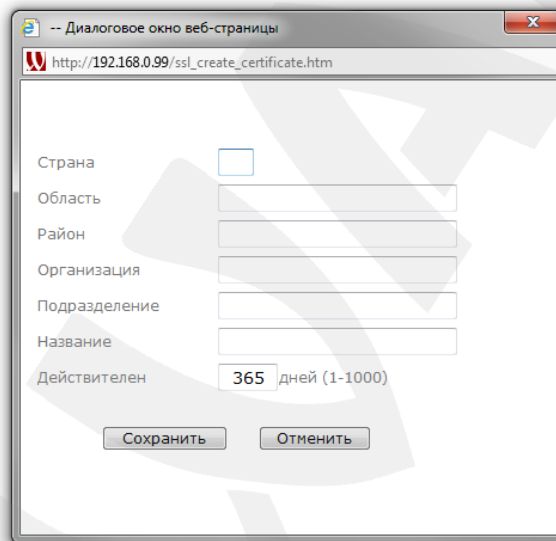 -- Диалоговое окно веб-страницы
http://192.168.0.99/ssl_create_certificate.htm
Страна
Область
Район
Организация
Подразделение
Название
Действителен 365 дней (1-1000)
Сохранить Отменить